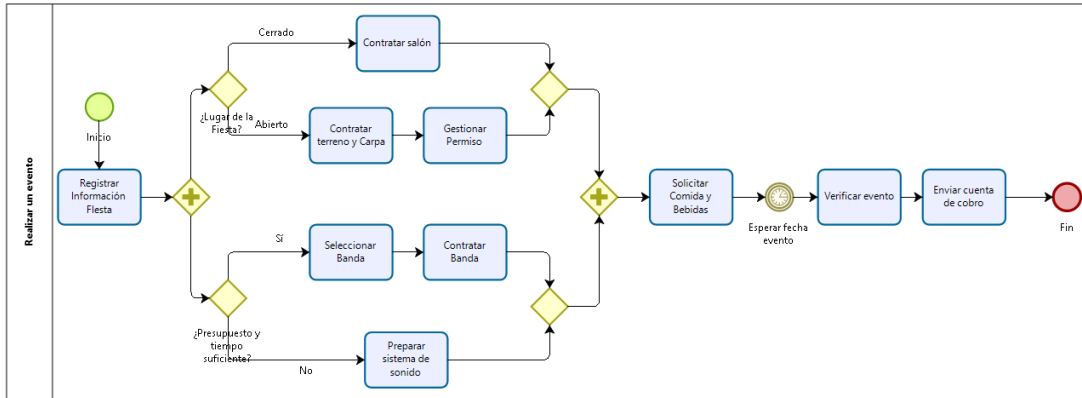 Realizar un evento
Inicio
Registrar
Información
FIesta
¿Lugar de la
Fiesta?
Cerrado
Contratar salón
Abierto
Contratar
terreno y Carpa
Gestionar
Permiso
¿Presupuesto y
tiempo
suficiente?
Sí
Seleccionar
Banda
Contratar
Banda
No
Preparar
sistema de
sonido
Solicitar
Comida y
Bebidas
Esperar fecha
evento
Verificar evento
Enviar cuenta
de cobro
Fin